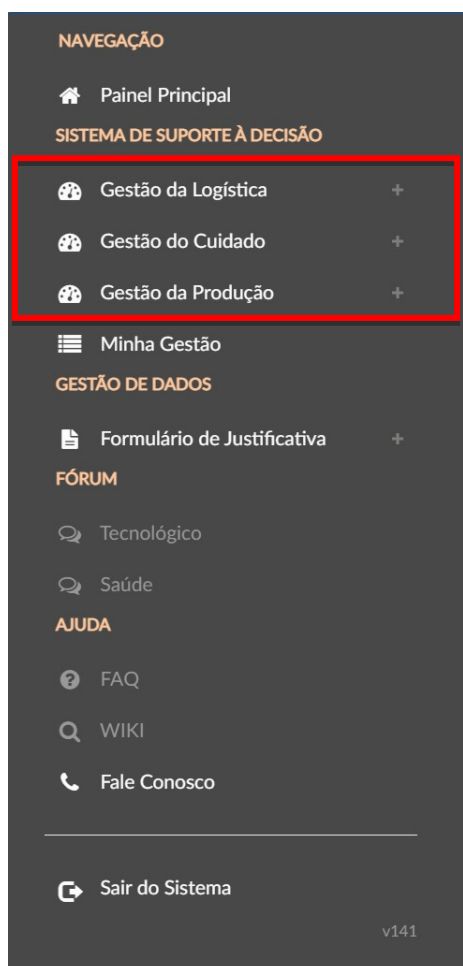 NAVEGAÇÃO
Painel Principal
SISTEMA DE SUPORTE À DECISÃO
Gestão da Logística +
Gestão do Cuidado +
Gestão da Produção +
Minha Gestão
GESTÃO DE DADOS
Formulário de Justificativa +
FÓRUM
Tecnológico
Saúde
AJUDA
FAQ
WIKI
Fale Conosco
Sair do Sistema
v141